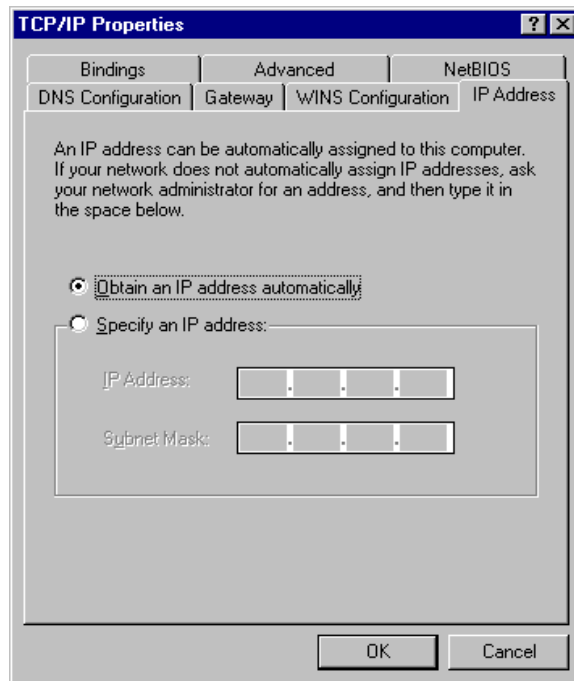 TCP/IP Properties
Bindings Advanced NetBIOS
DNS Configuration Gateway WINS Configuration IP Address
An IP address can be automatically assigned to this computer.
If your network does not automatically assign IP addresses, ask
your network administrator for an address, and then type it in
the space below.
Obtain an IP address automatically
Specify an IP address:
IP Address:
Subnet Mask:
OK Cancel